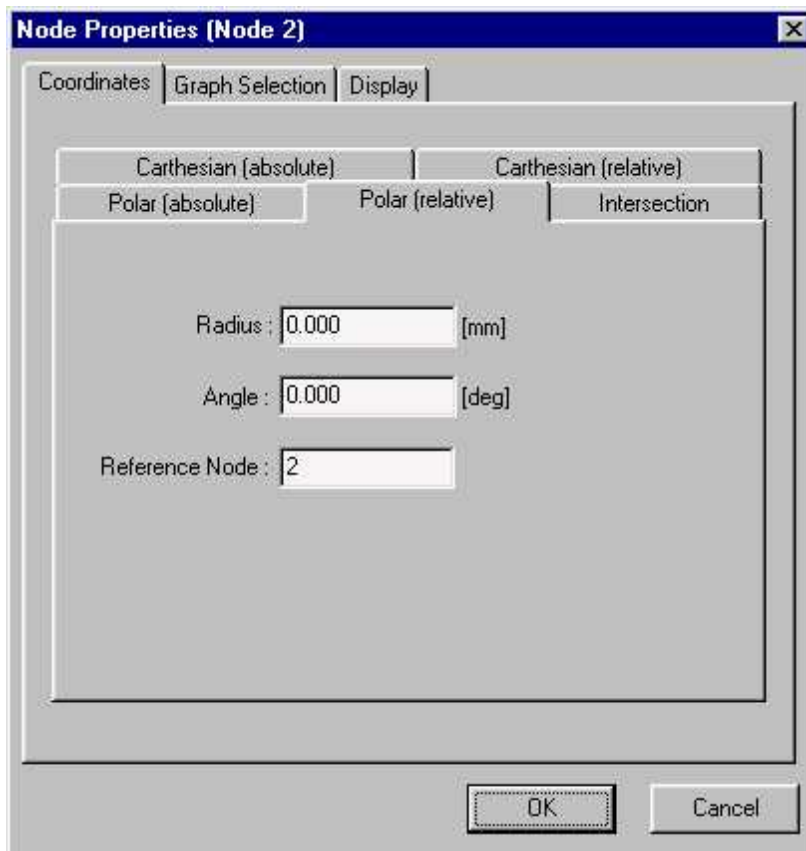 Node Properties (Node 2)
Coordinates Graph Selection Display
Carthesian (absolute) Carthesian (relative)
Polar (absolute) Polar (relative) Intersection
Radius : 0.000 [mm]
Angle : 0.000 [deg]
Reference Node : 2
OK Cancel